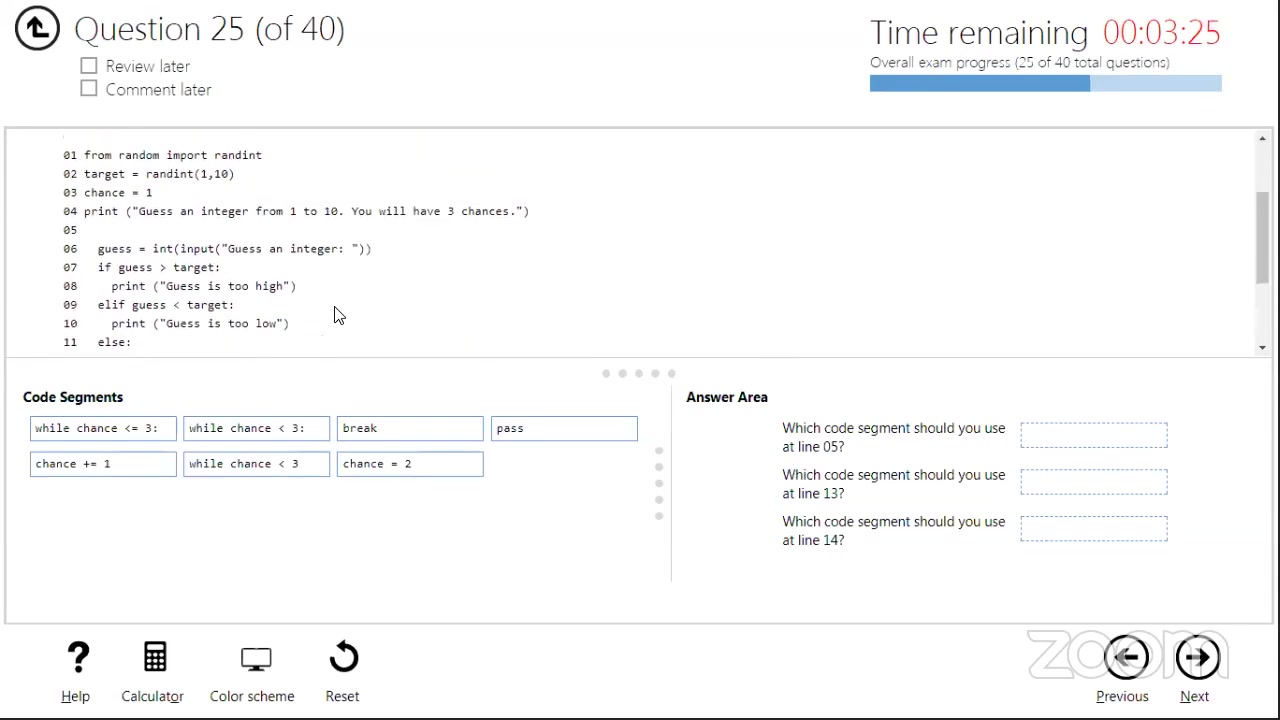 Question 25 (of 40)
Review later
Comment later
Time remaining 00:03:25
Overall exam progress (25 of 40 total questions)
01 from random import randint
02 target = randint(1,10)
03 chance = 1
04 print ("Guess an integer from 1 to 10. You will have 3 chances.")
05
06 guess = int(input("Guess an integer: "))
07 if guess > target:
08 print ("Guess is too high")
09 elif guess < target:
10 print ("Guess is too low")
11 else:
Code Segments
while chance <= 3: while chance < 3: break pass
chance += 1 while chance < 3 chance = 2
Answer Area
Which code segment should you use
at line 05?
Which code segment should you use
at line 13?
Which code segment should you use
at line 14?
Help Calculator Color scheme Reset
zoom
Previous Next